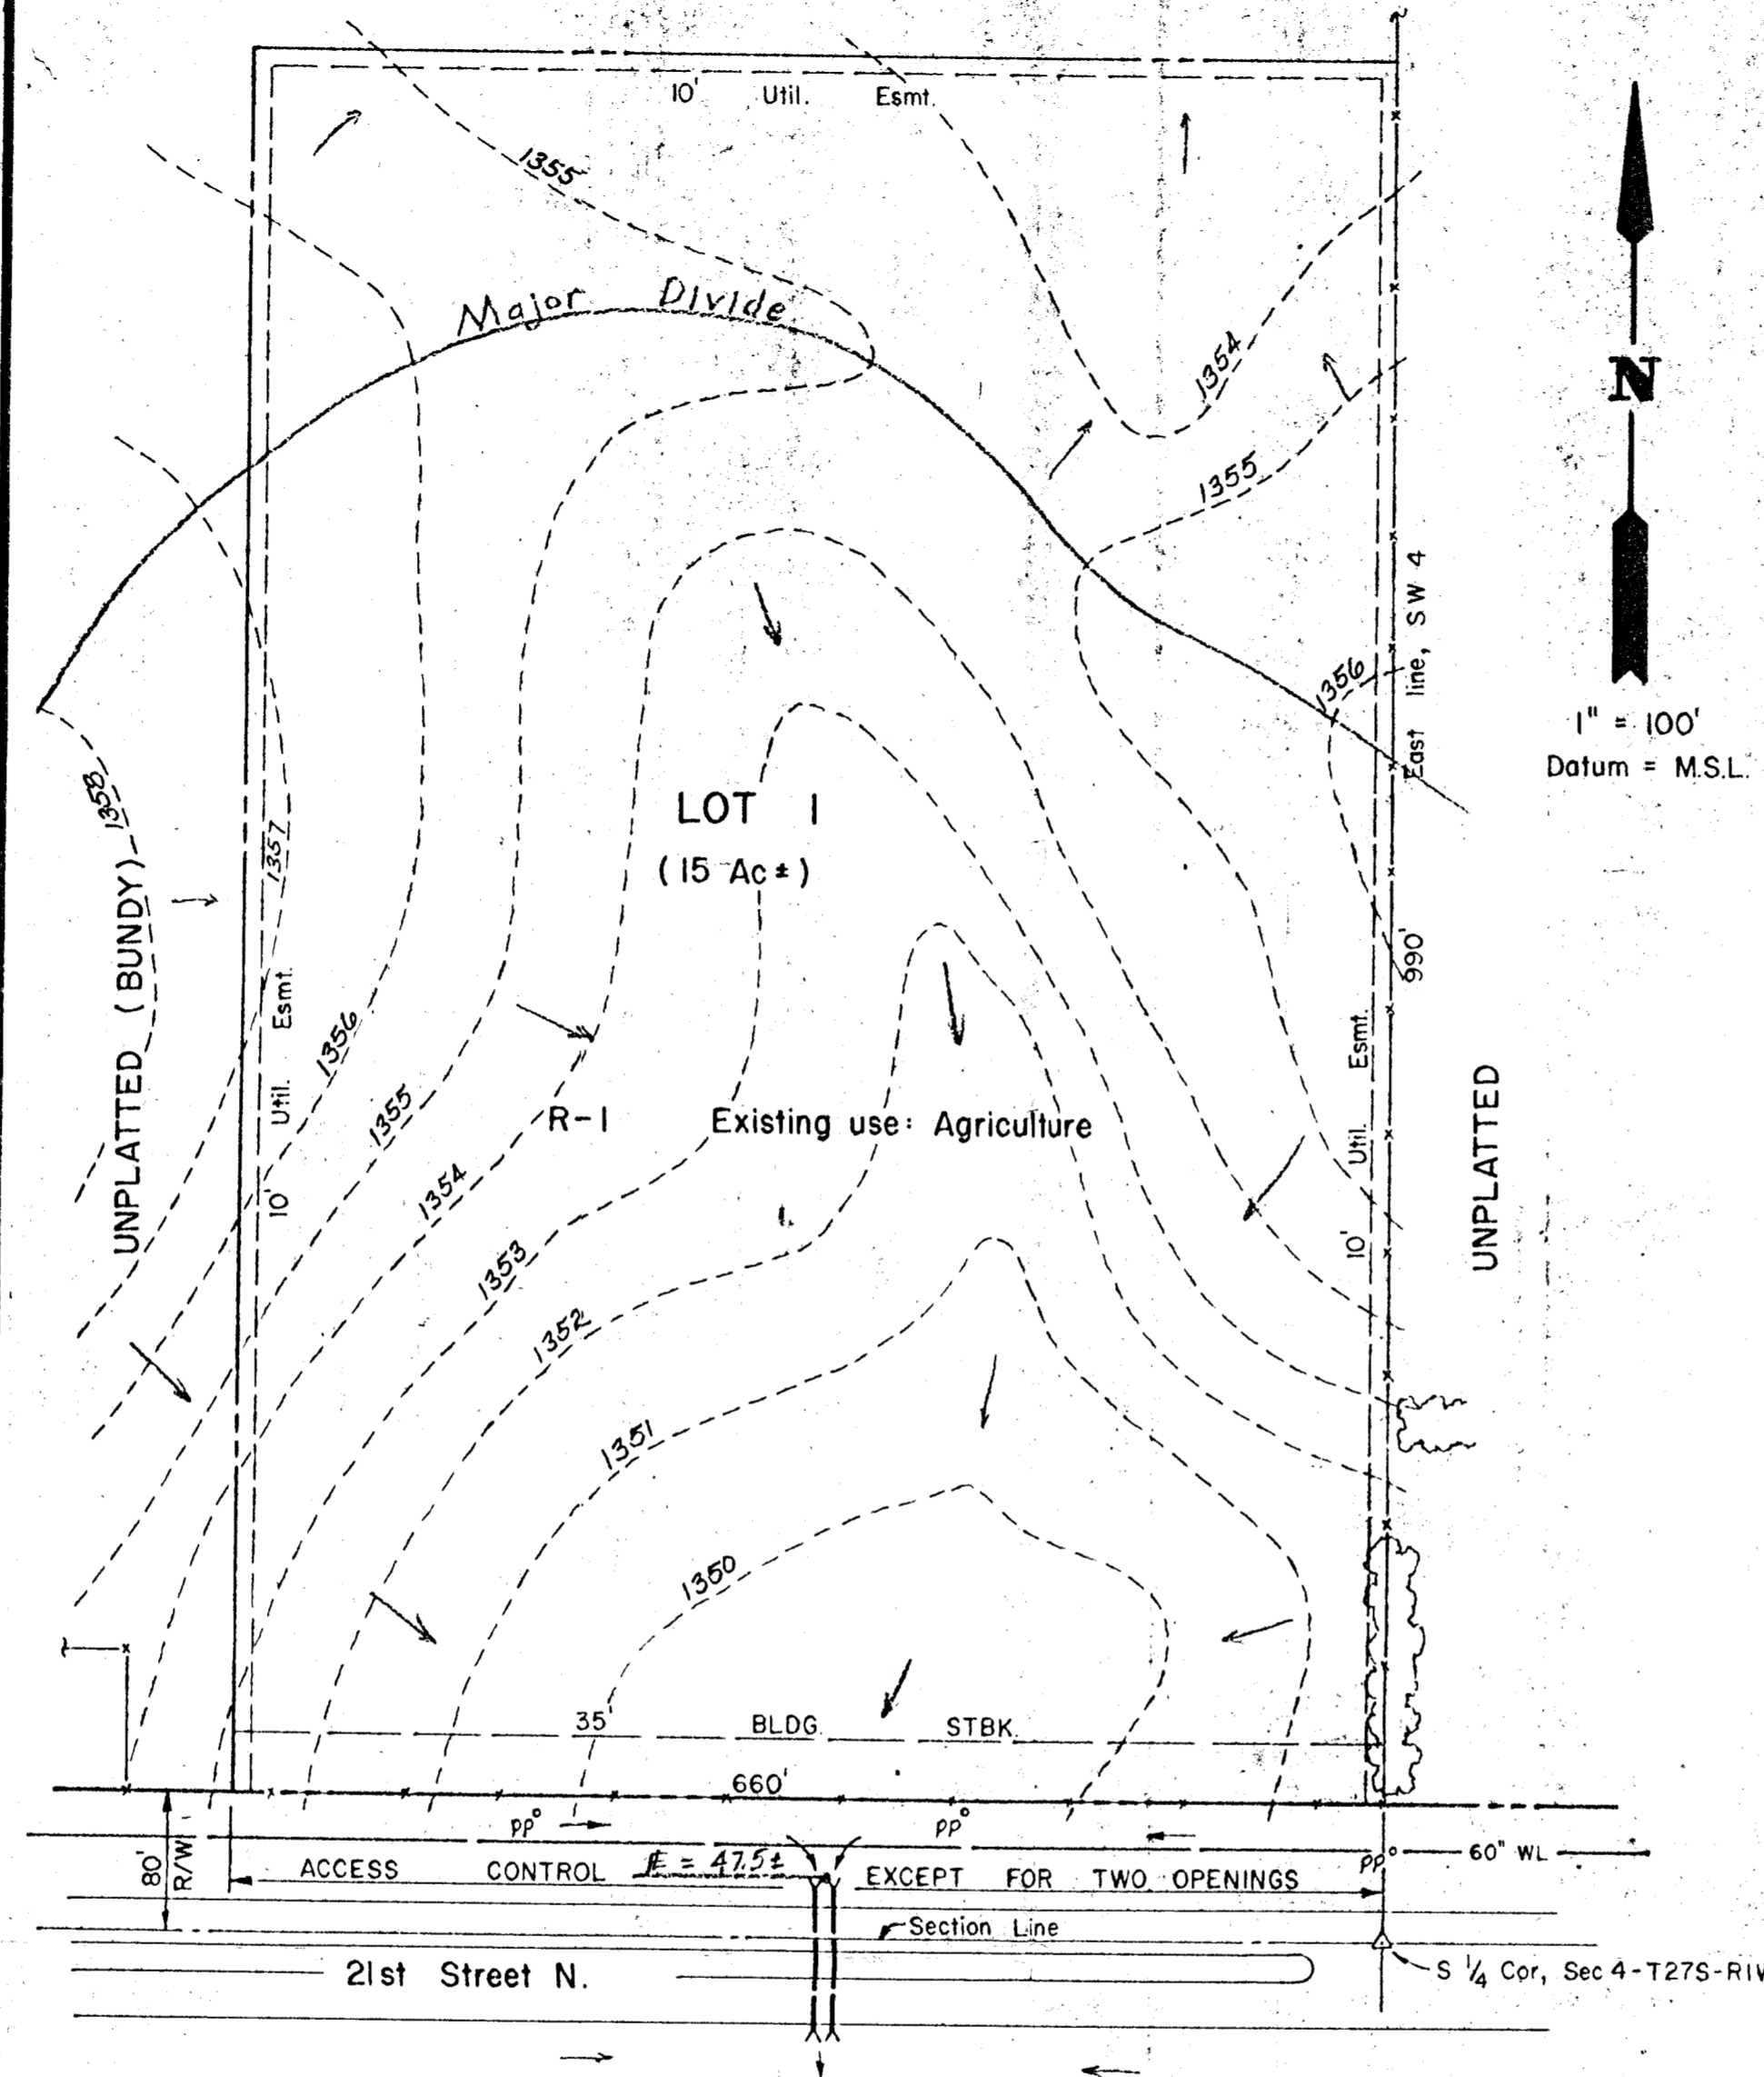 10' Util. Esmt.
1355
Major Divide
1354
1355
N
1" = 100'
Datum = M.S.L.
East line, SW 4
1356
1358
1357
LOT 1
(15 Ac ±)
UNPLATTED (BUNDY)
990'
10' Util. Esmt.
1356
1355
R-1 Existing use: Agriculture
10' Util. Esmt.
UNPLATTED
1354
1353
1352
1351
1350
35' BLDG. STBK.
660'
PP PP
80' R/W
ACCESS CONTROL EXCEPT FOR TWO OPENINGS
= 47.5±
PP 60" WL
Section Line
21st Street N.
S 1/4 Cor, Sec 4-T27S-R1W